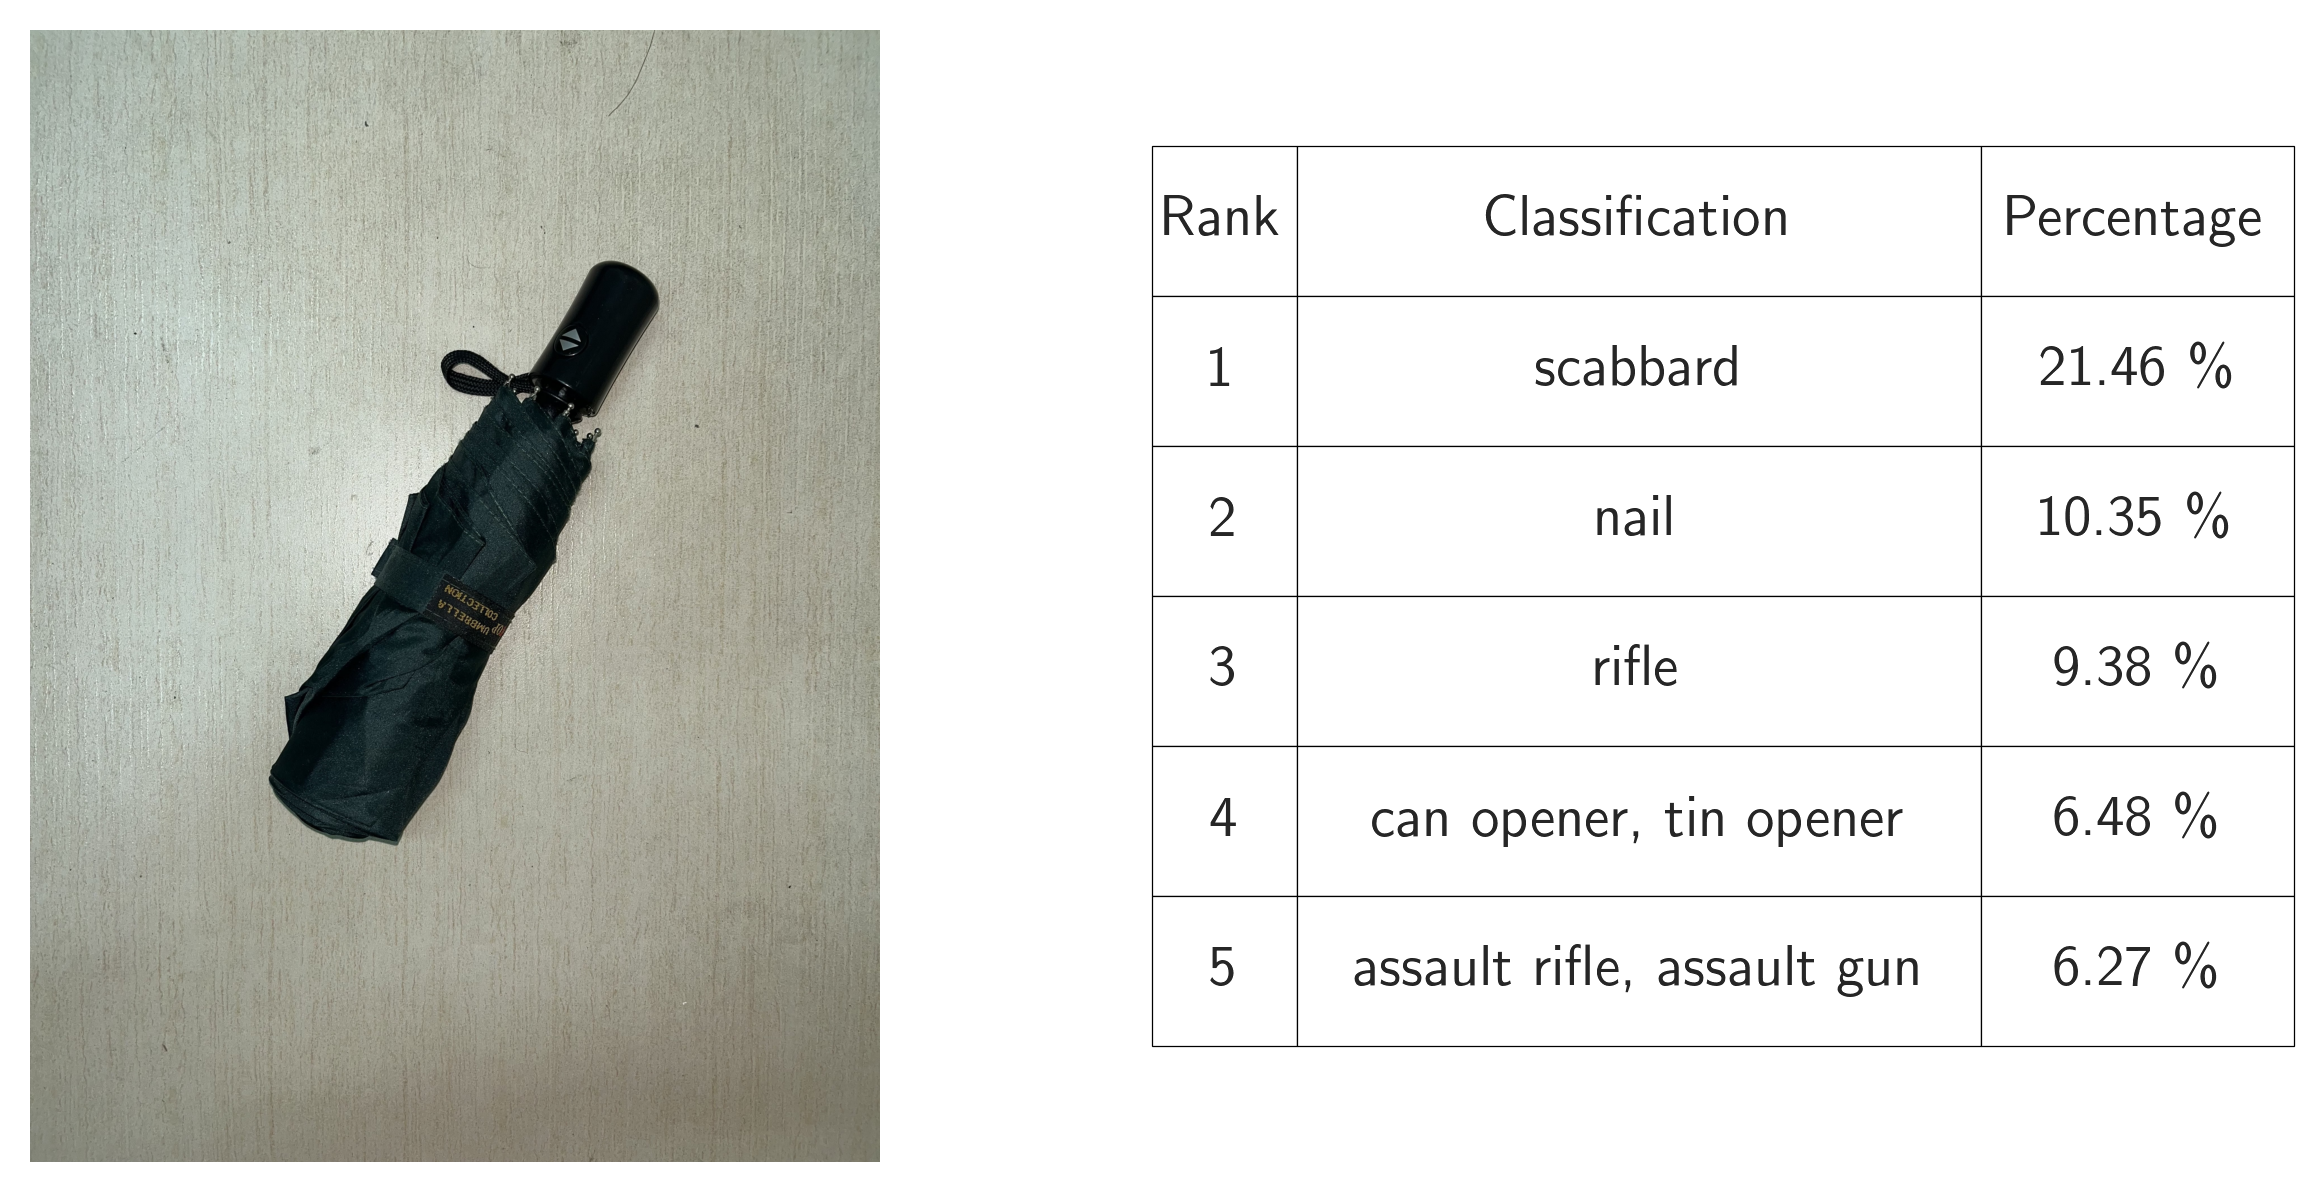 TOP UMBRELLA
COLLECTION
Rank Classification Percentage
1 scabbard 21.46 %
2 nail 10.35 %
3 rifle 9.38 %
4 can opener, tin opener 6.48 %
5 assault rifle, assault gun 6.27 %